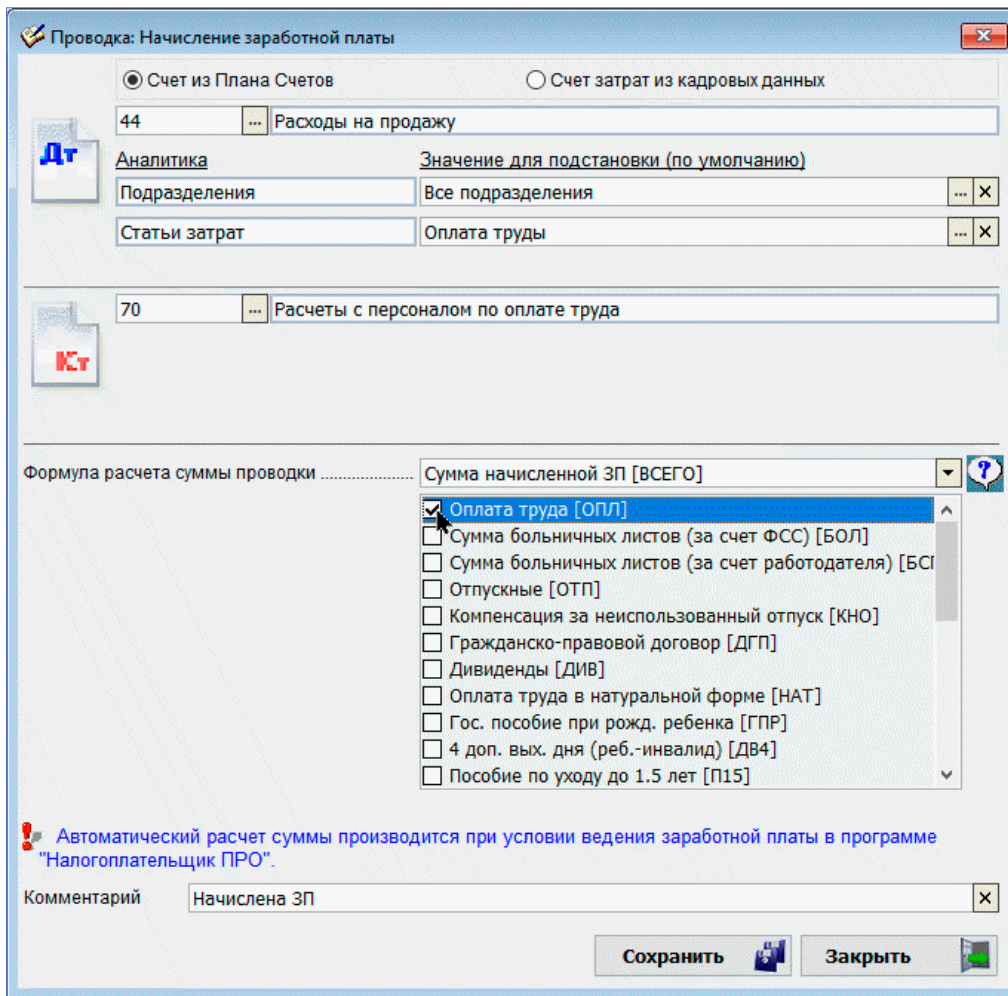 Проводка: Начисление заработной платы
Счет из Плана Счетов Счет затрат из кадровых данных
Дт
44 ... Расходы на продажу
Аналитика Значение для подстановки (по умолчанию)
Подразделения Все подразделения ...
Статьи затрат Оплата труды ...
Кт
70 ... Расчеты с персоналом по оплате труда
Формула расчета суммы проводки ...................... Сумма начисленной ЗП [ВСЕГО]
Оплата труда [ОПЛ]
Сумма больничных листов (за счет ФСС) [БОЛ]
Сумма больничных листов (за счет работодателя) [БСГ
Отпускные [ОТП]
Компенсация за неиспользованный отпуск [КНО]
Гражданско-правовой договор [ДГП]
Дивиденды [ДИВ]
Оплата труда в натуральной форме [НАТ]
Гос. пособие при рожд. ребенка [ГПР]
4 доп. вых. дня (реб.-инвалид) [ДВ4]
Пособие по уходу до 1.5 лет [П15]
Автоматический расчет суммы производится при условии ведения заработной платы в программе
"Налогоплательщик ПРО".
Комментарий Начислена ЗП
Сохранить Закрыть